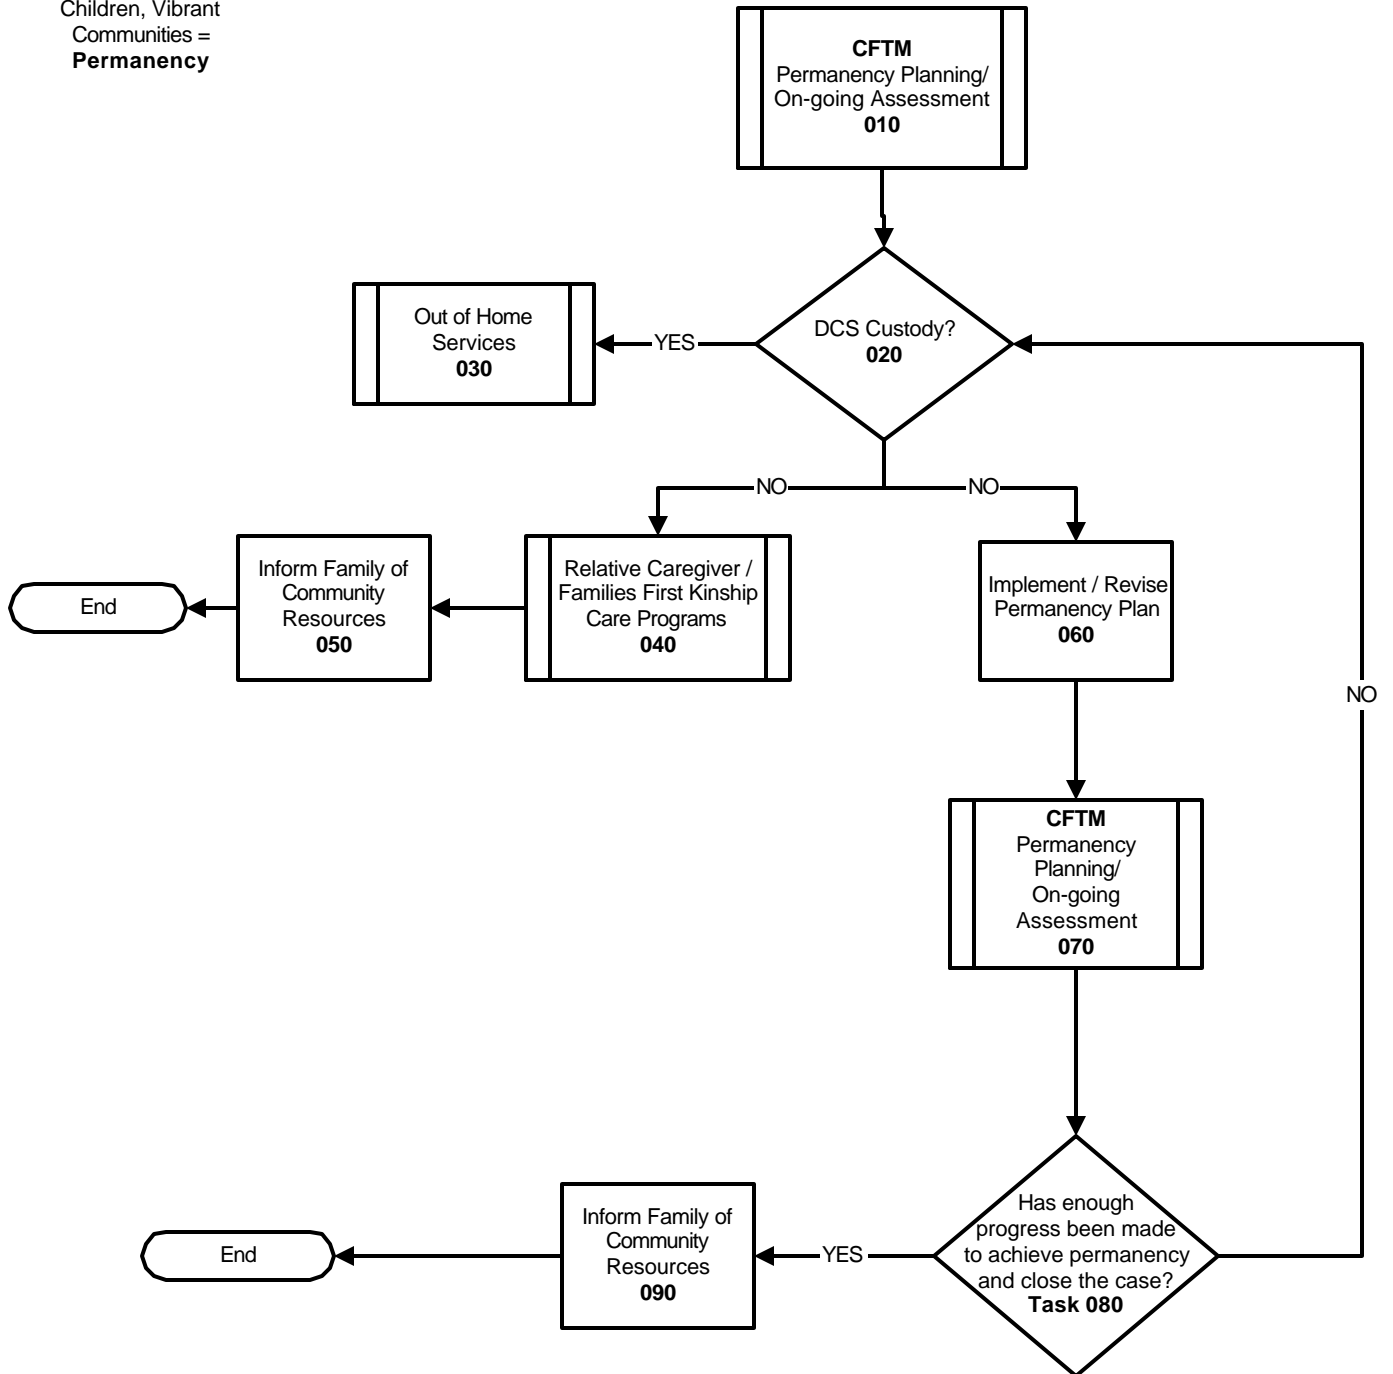 Children, Vibrant
Communities =
Permanency
CFTM
Permanency Planning/
On-going Assessment
010
DCS Custody?
020
YES
Out of Home
Services
030
NO
NO
Relative Caregiver /
Families First Kinship
Care Programs
040
Inform Family of
Community
Resources
050
End
Implement / Revise
Permanency Plan
060
NO
CFTM
Permanency
Planning/
On-going
Assessment
070
Has enough
progress been made
to achieve permanency
and close the case?
Task 080
YES
Inform Family of
Community
Resources
090
End